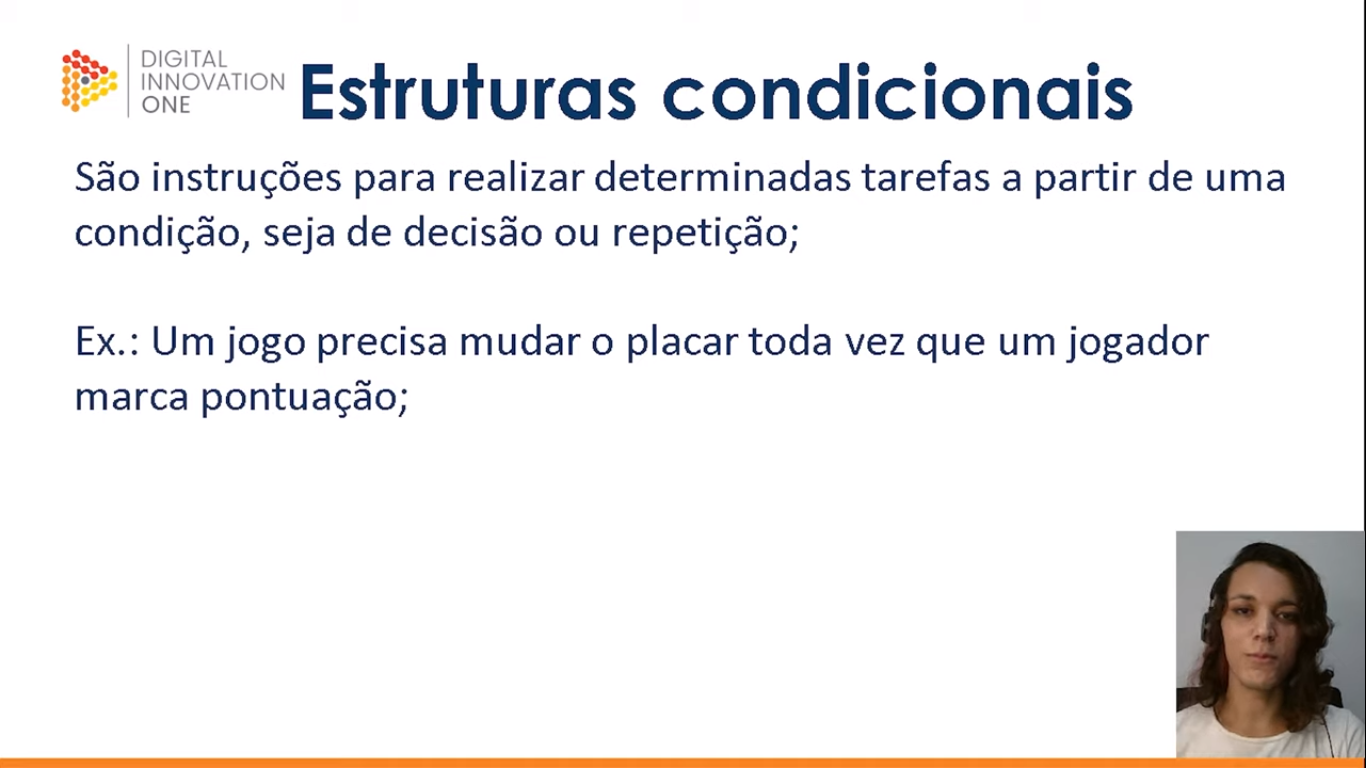 DIGITAL
INNOVATION
ONE
Estruturas condicionais
São instruções para realizar determinadas tarefas a partir de uma
condição, seja de decisão ou repetição;
Ex.: Um jogo precisa mudar o placar toda vez que um jogador
marca pontuação;